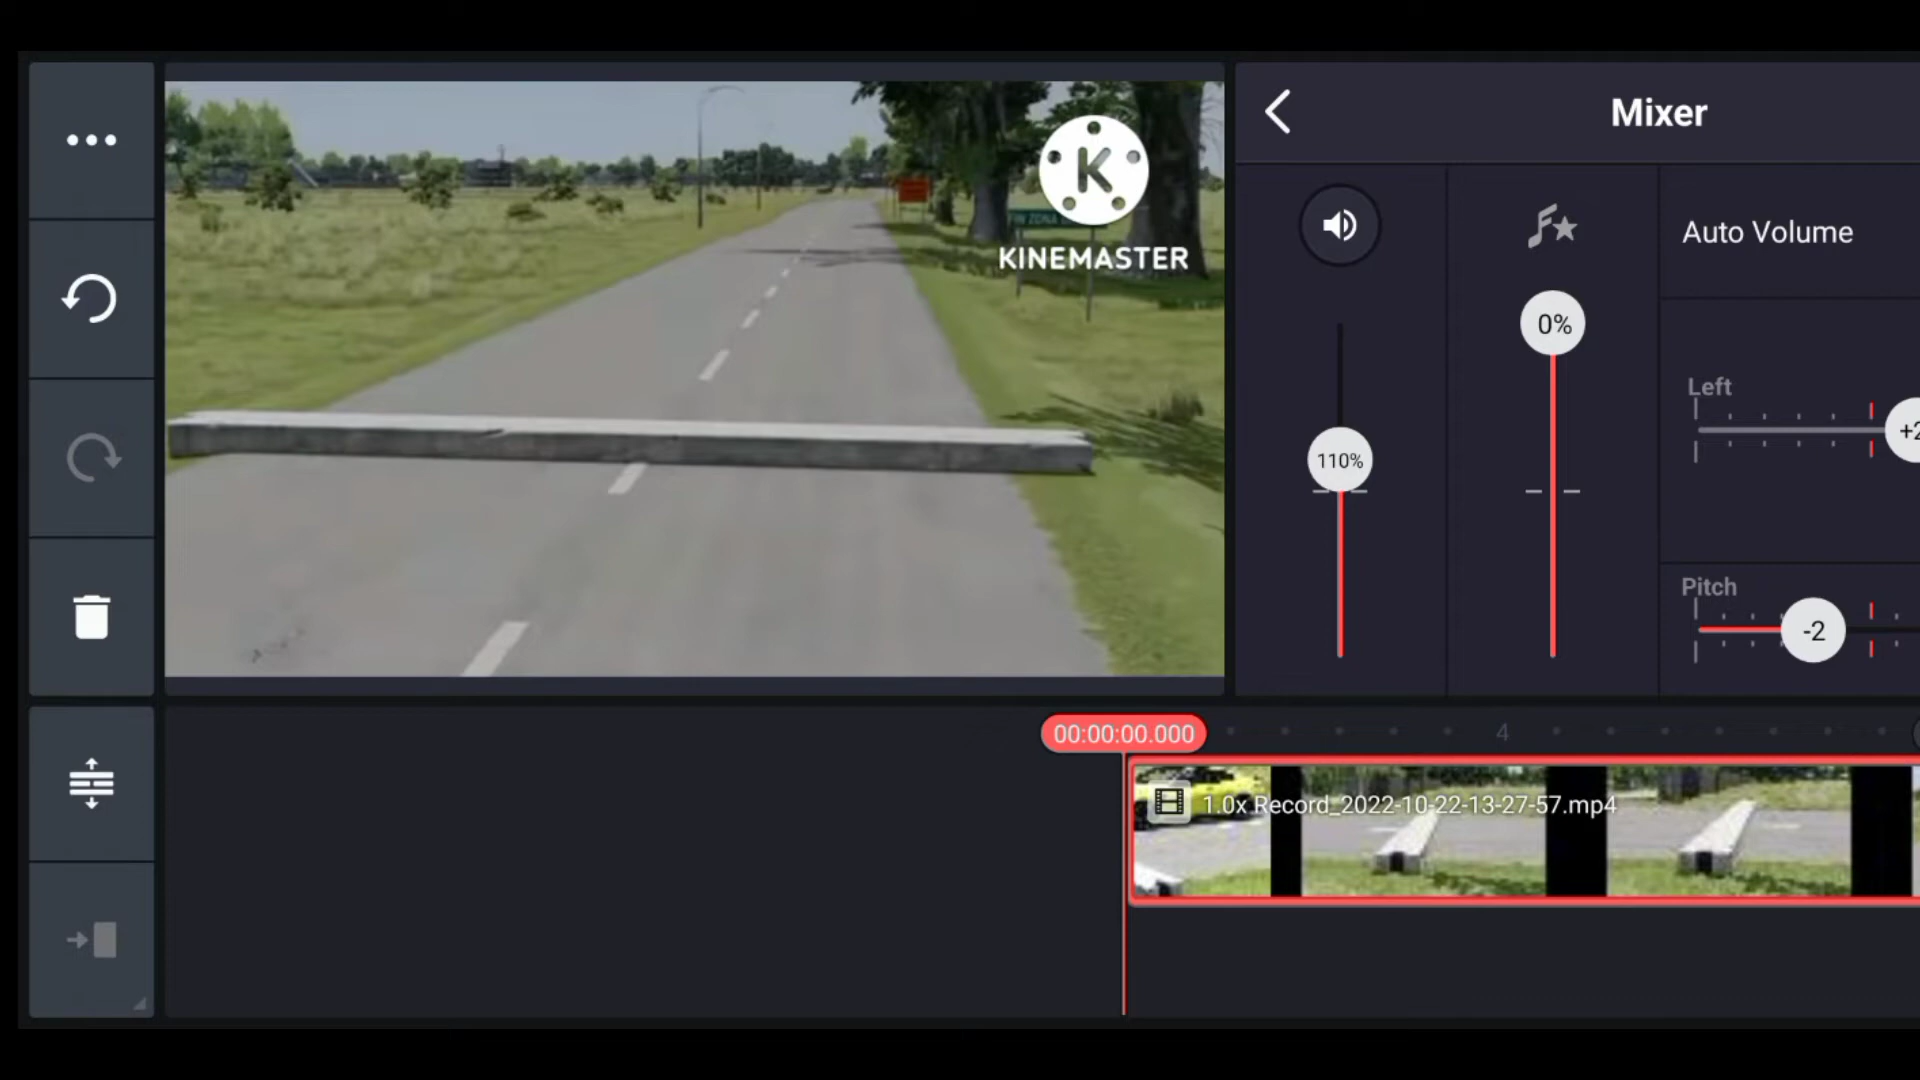 Mixer
K
KINEMASTER
Auto Volume
0%
110%
Left
Pitch
-2
00:00:00.000
4
1.0x Record_2022-10-22-13-27-57.mp4